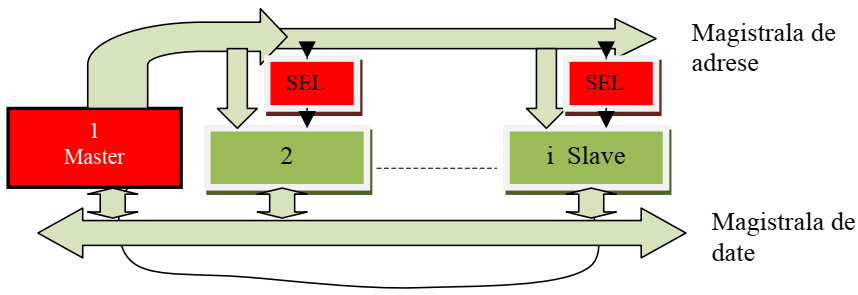 Magistrala de
adrese
SEL
SEL
1
Master
2
i Slave
Magistrala de
date